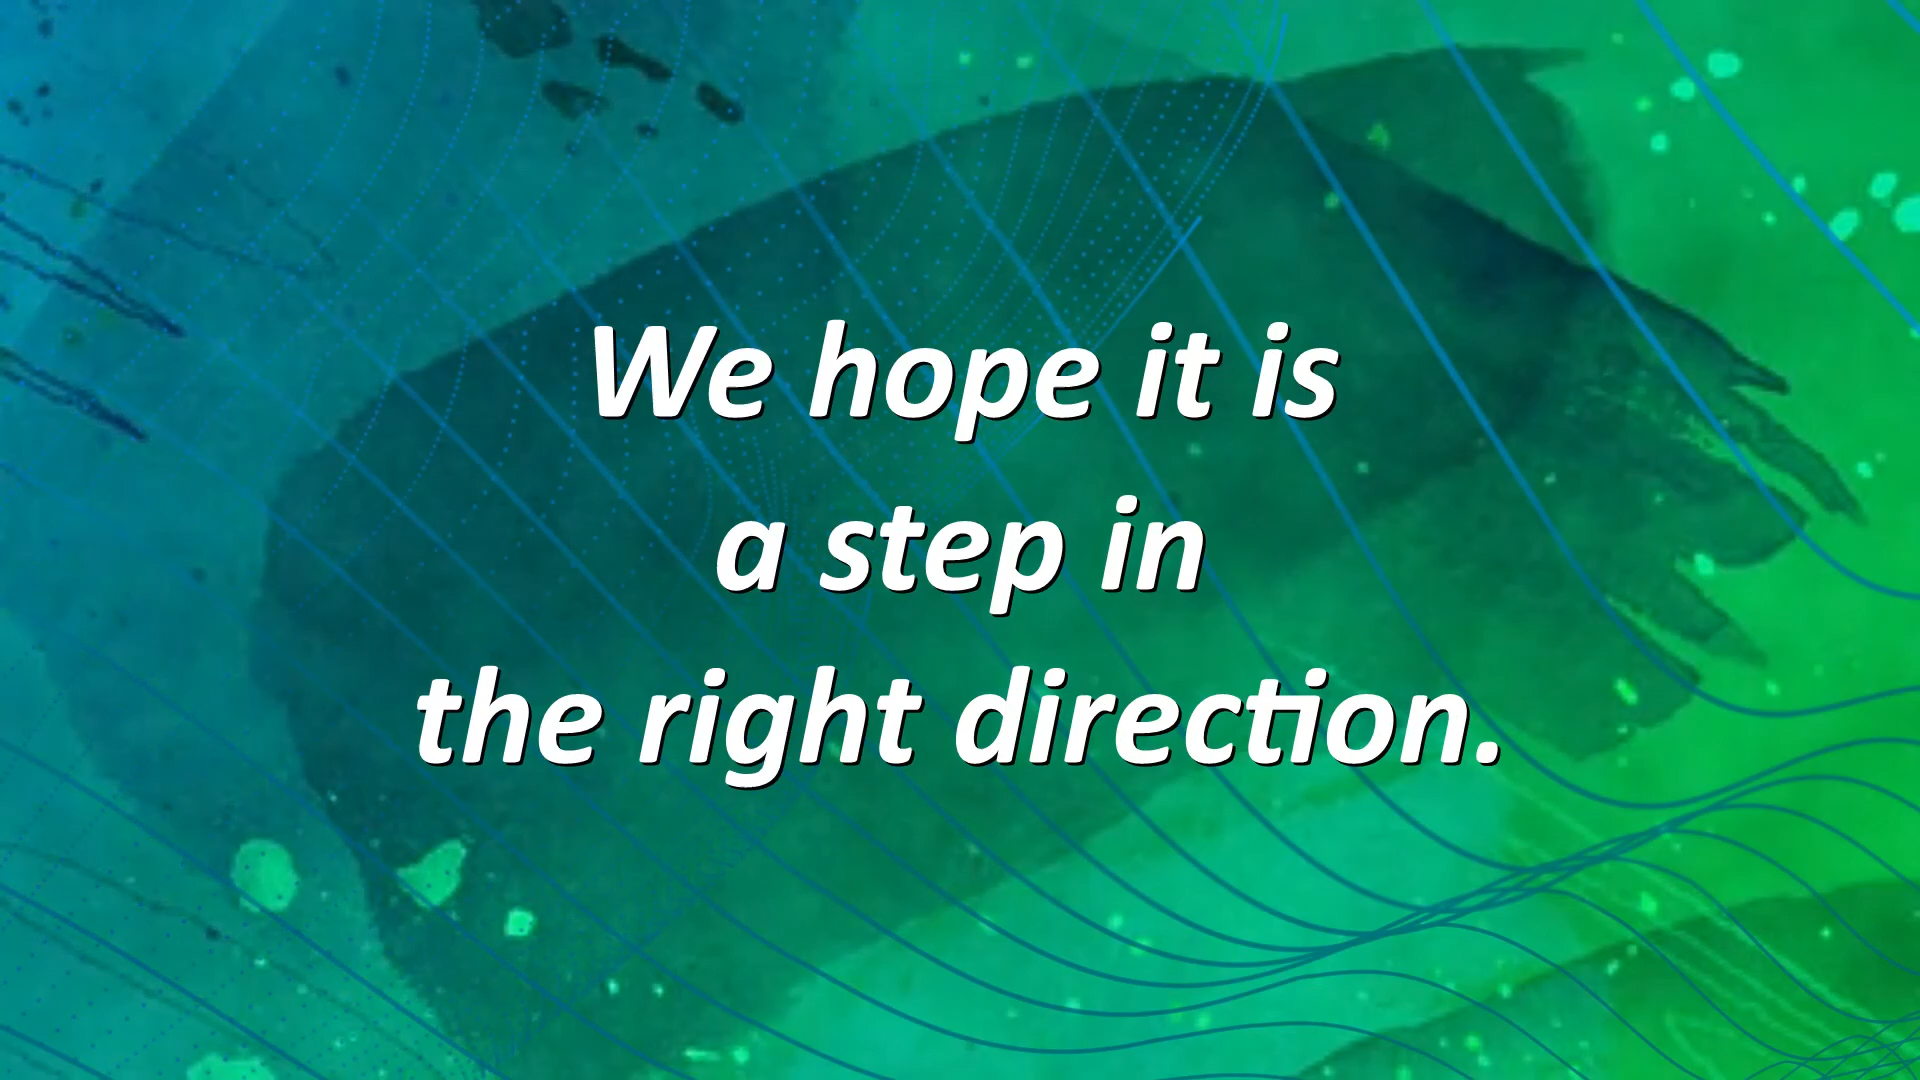 We hope it is
a step in
the right direction.